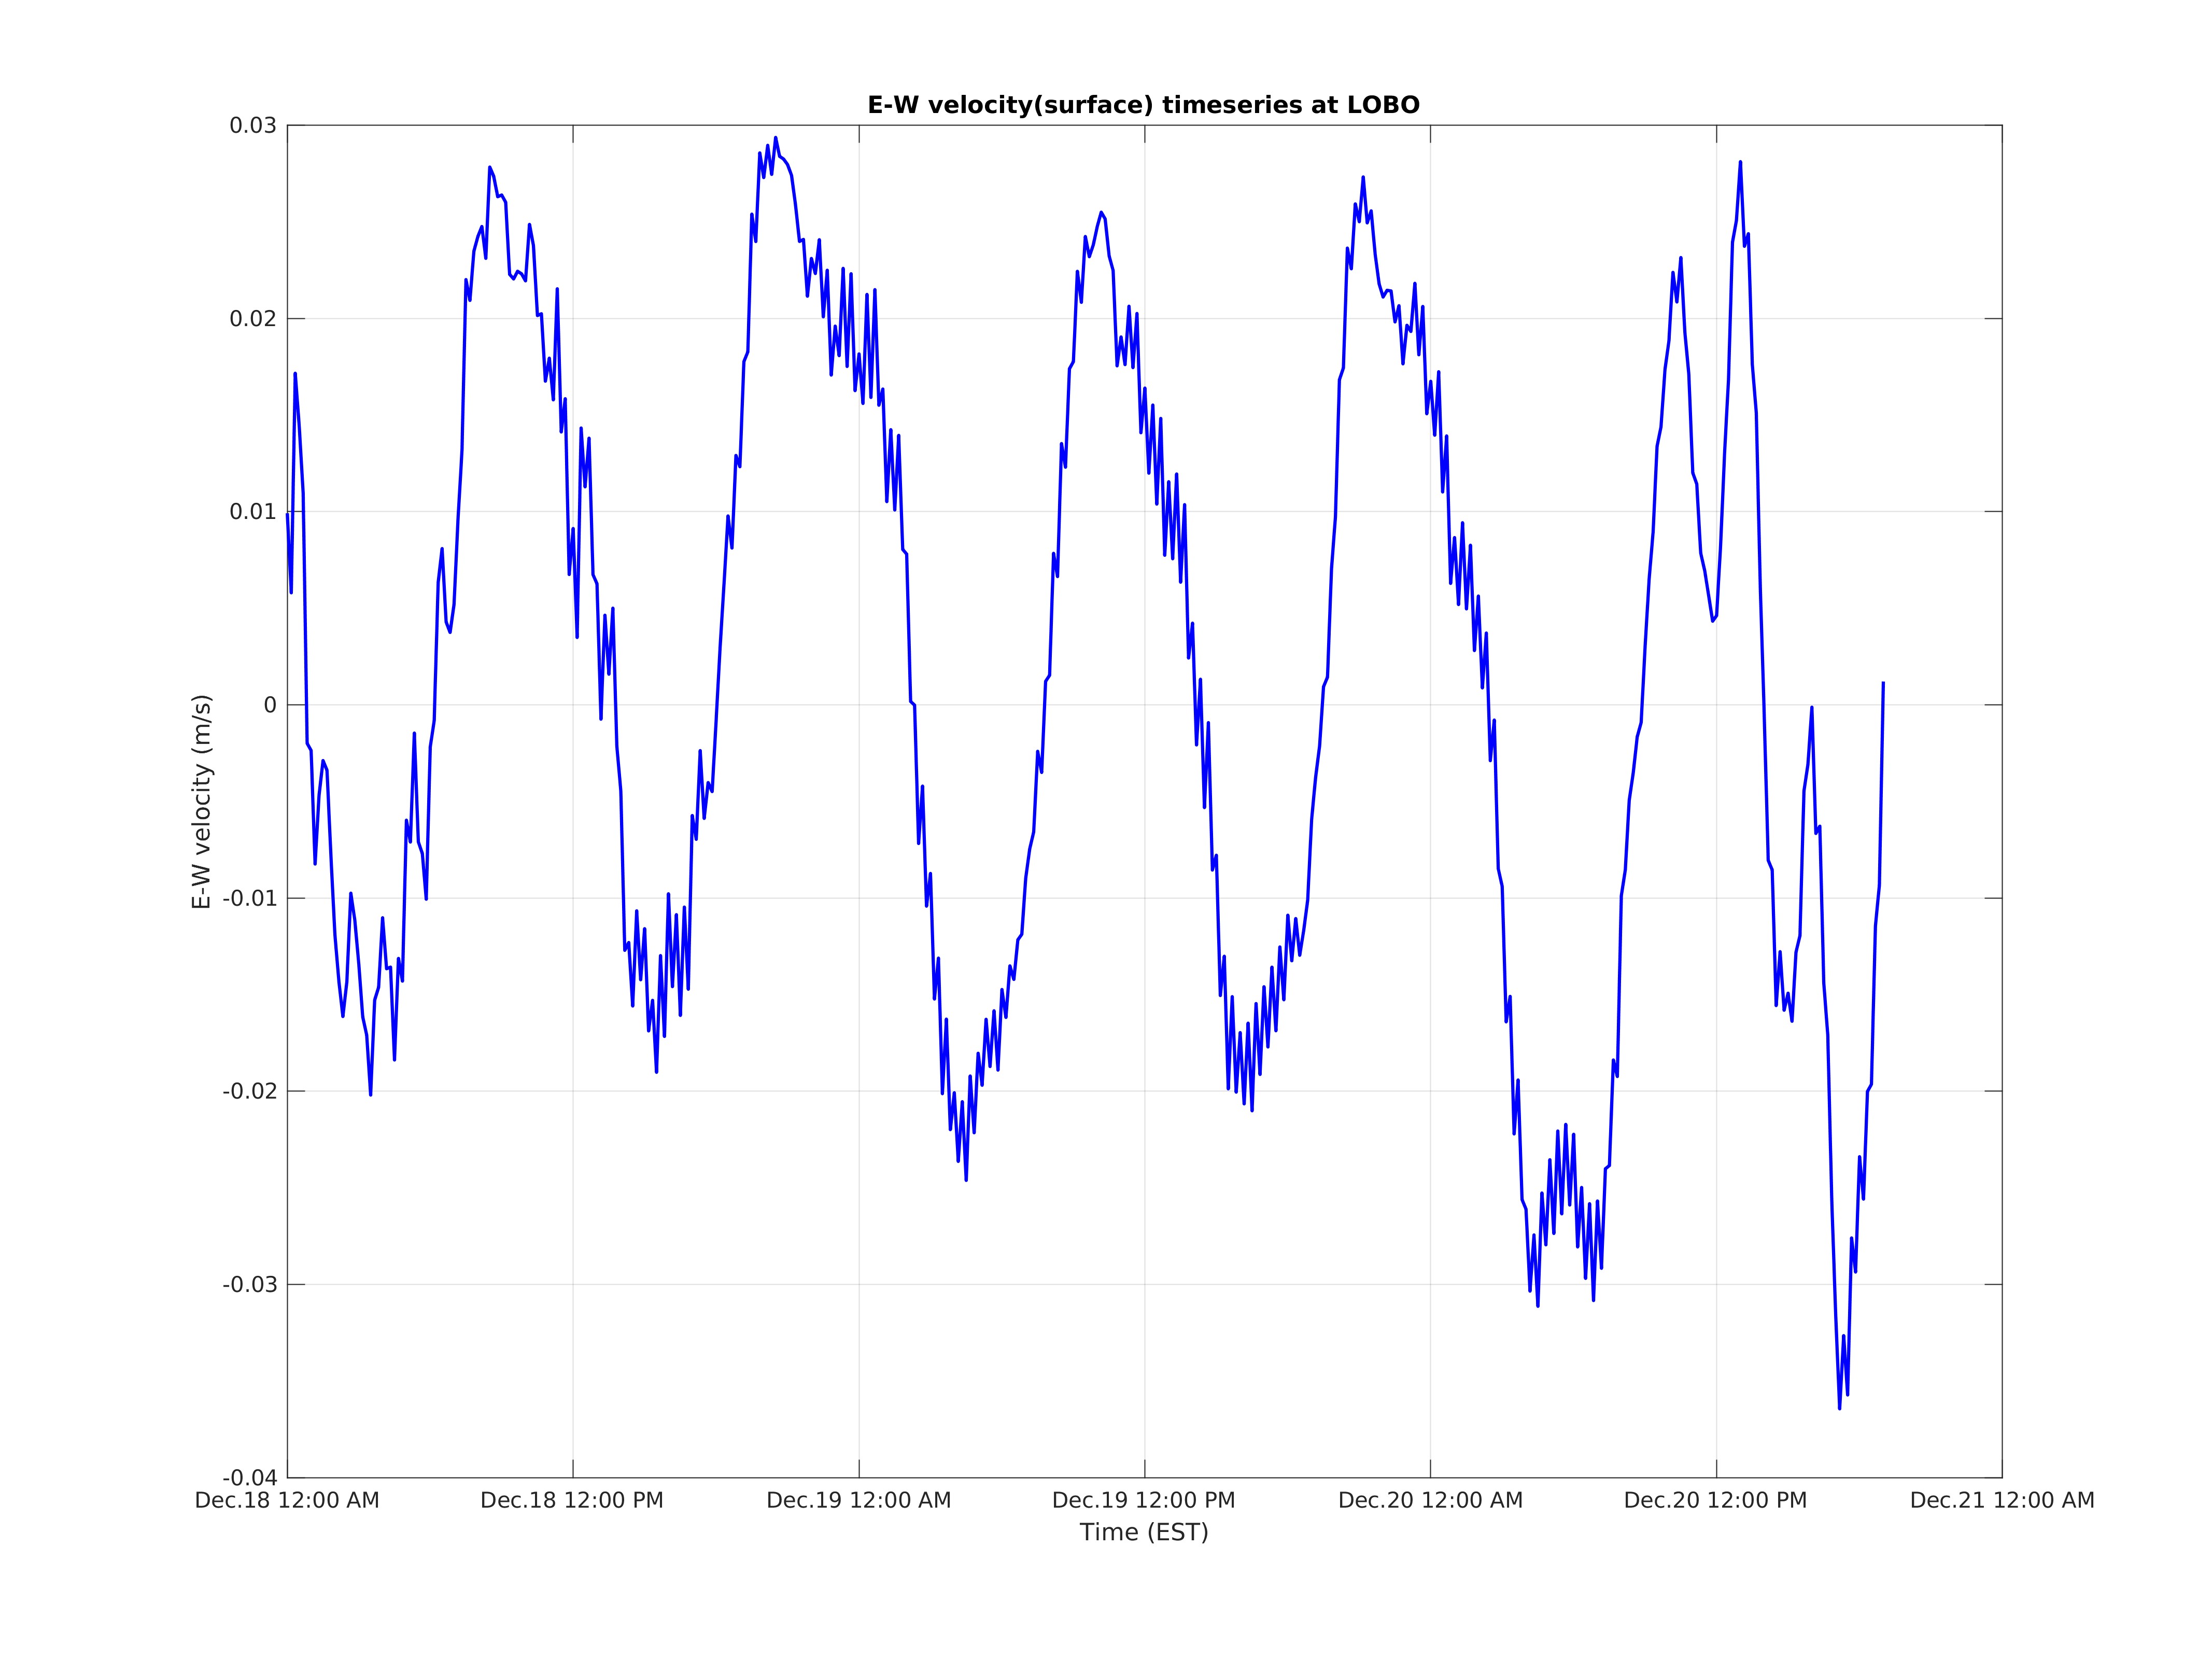 E-W velocity(surface) timeseries at LOBO
0.03
0.02
0.01
0
-0.01
-0.02
-0.03
-0.04
E-W velocity (m/s)
Dec.18 12:00 AM
Dec.18 12:00 PM
Dec.19 12:00 AM
Dec.19 12:00 PM
Dec.20 12:00 AM
Dec.20 12:00 PM
Dec.21 12:00 AM
Time (EST)